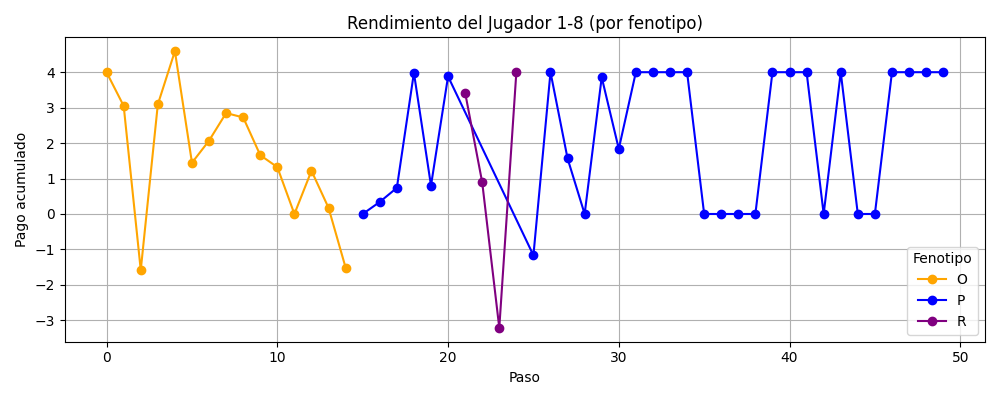 Rendimiento del Jugador 1-8 (por fenotipo)
Pago acumulado
4
3
2
1
0
−1
−2
−3
0 10 20 30 40 50
Paso
Fenotipo
O
P
R